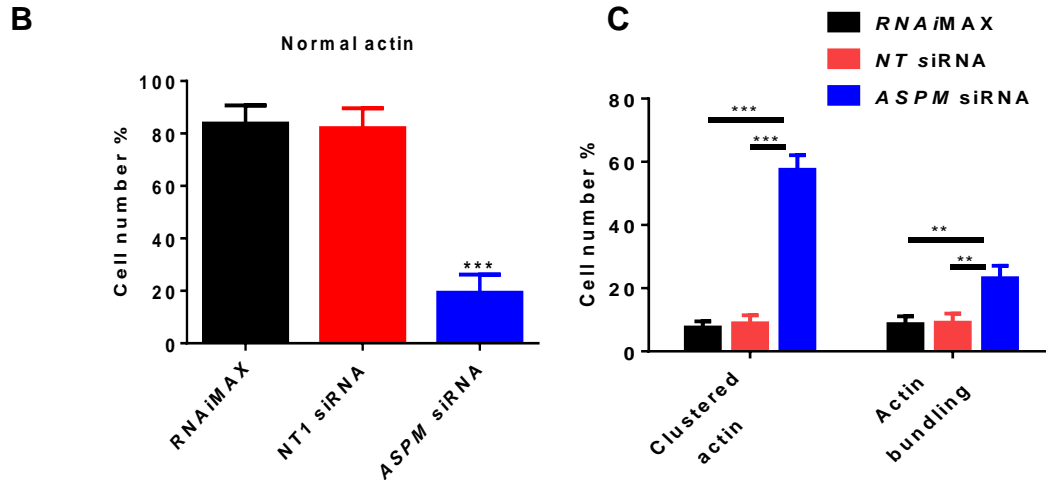 B
Normal actin
Cell number %
100
80
60
40
20
0
***
RNAiMAX
NT1 siRNA
ASPM siRNA
C
RNAiMAX
NT siRNA
ASPM siRNA
Cell number %
80
60
40
20
0
***
***
**
**
Clustered
actin
Actin
bundling